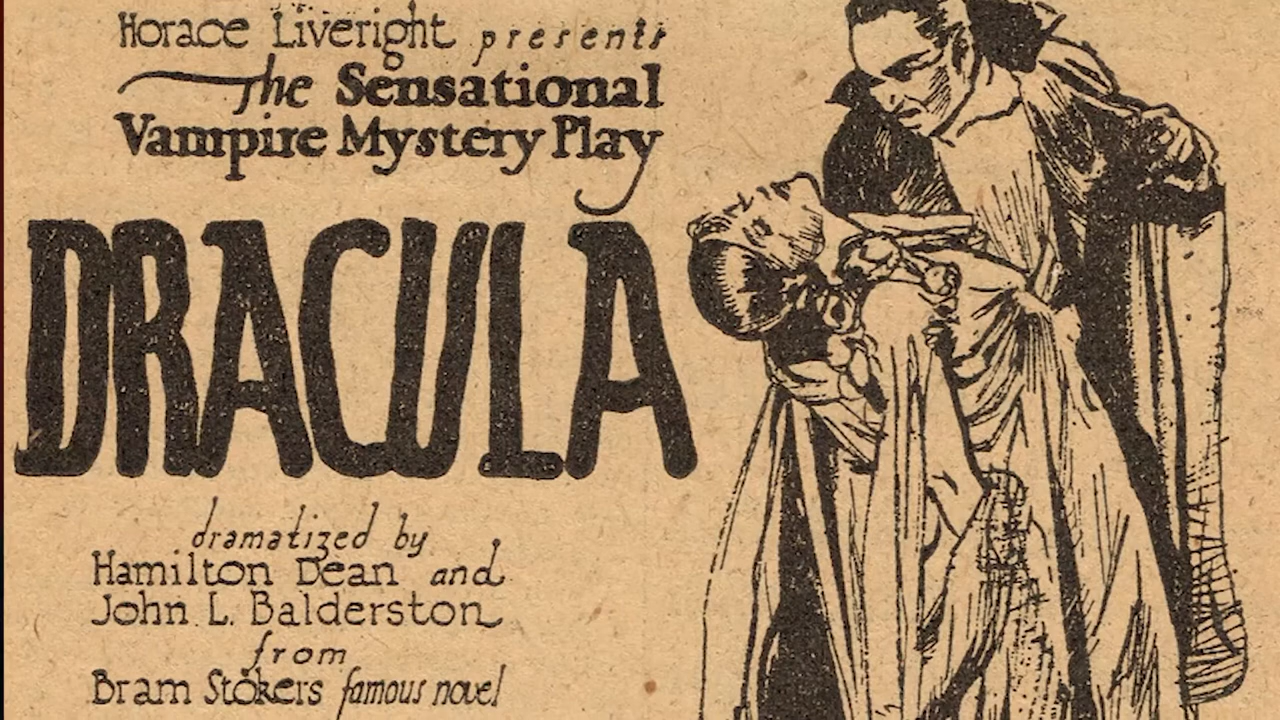 Horace Liveright presents
the Sensational
Vampire Mystery Play
DRACULA
dramatized by
Hamilton Dean and
John L. Balderston
from
Bram Stokers famous novel